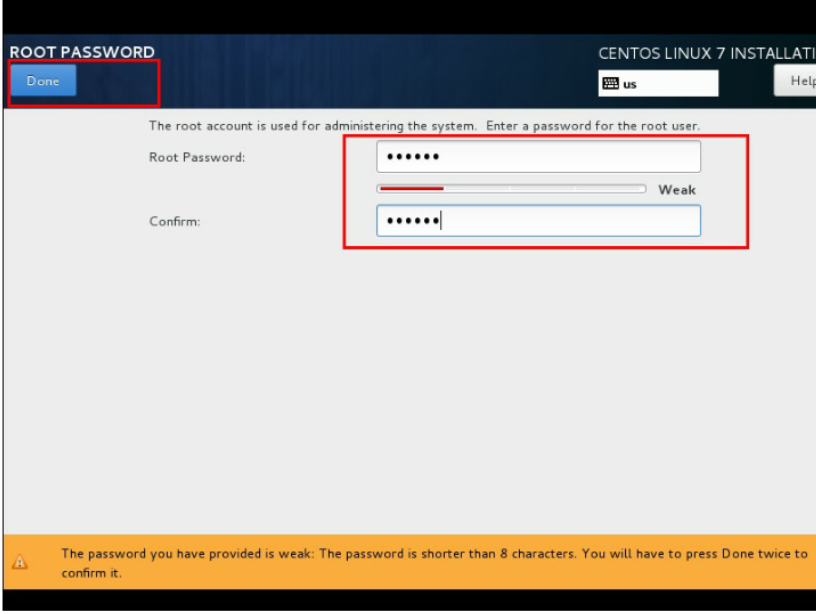 ROOT PASSWORD
CENTOS LINUX 7 INSTALLATI
Done
us
Help
The root account is used for administering the system. Enter a password for the root user.
Root Password:
••••••
Weak
Confirm:
••••••
The password you have provided is weak: The password is shorter than 8 characters. You will have to press Done twice to
confirm it.